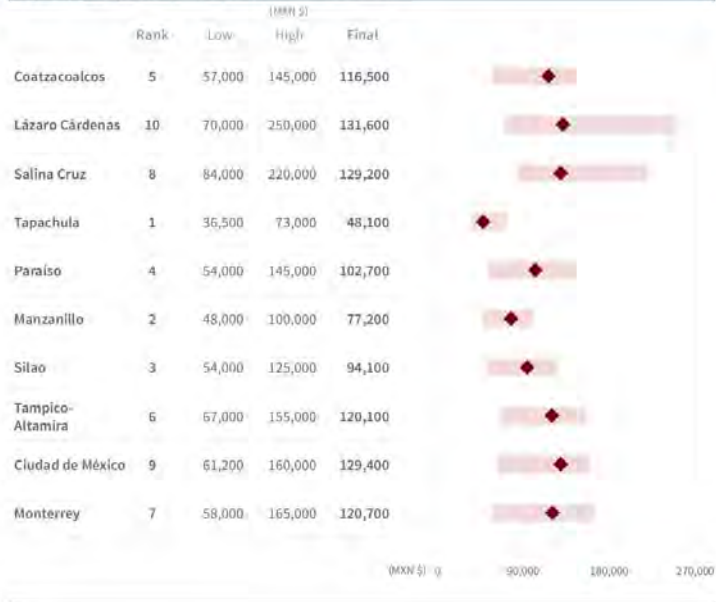 (MXN $)
Rank Low High Final
Coatzacoalcos 5 57,000 145,000 116,500
Lázaro Cárdenas 10 70,000 250,000 131,600
Salina Cruz 8 84,000 220,000 129,200
Tapachula 1 36,500 73,000 48,100
Paraíso 4 54,000 145,000 102,700
Manzanillo 2 48,000 100,000 77,200
Silao 3 54,000 125,000 94,100
Tampico-
Altamira 6 67,000 155,000 120,100
Ciudad de México 9 61,200 160,000 129,400
Monterrey 7 58,000 165,000 120,700
(MXN $) 0 90,000 180,000 270,000